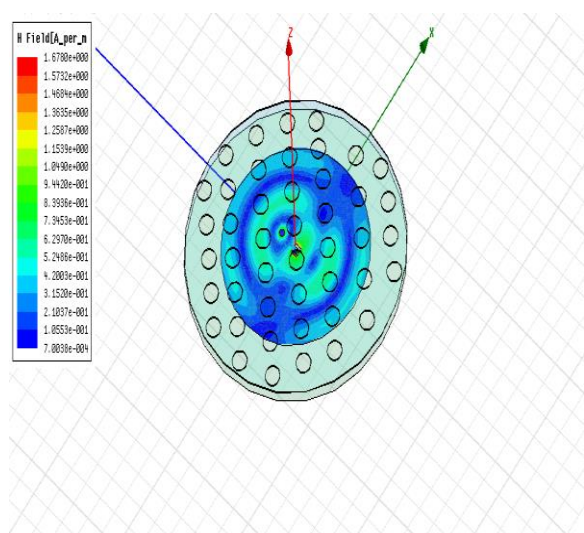 H Field[A_per_m
1.6780e+000
1.5732e+000
1.4684e+000
1.3635e+000
1.2587e+000
1.1539e+000
1.0490e+000
9.4420e-001
8.3936e-001
7.3453e-001
6.2970e-001
5.2486e-001
4.2003e-001
3.1520e-001
2.1037e-001
1.0553e-001
7.0038e-004
Z